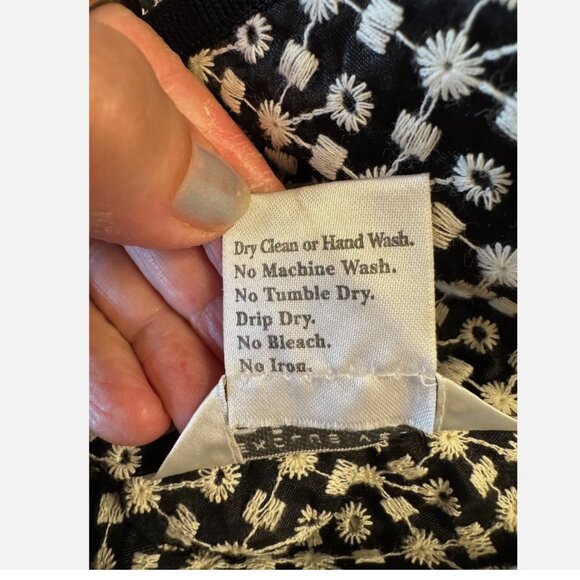 Dry Clean or Hand Wash.
No Machine Wash.
No Tumble Dry.
Drip Dry.
No Bleach.
No Iron.